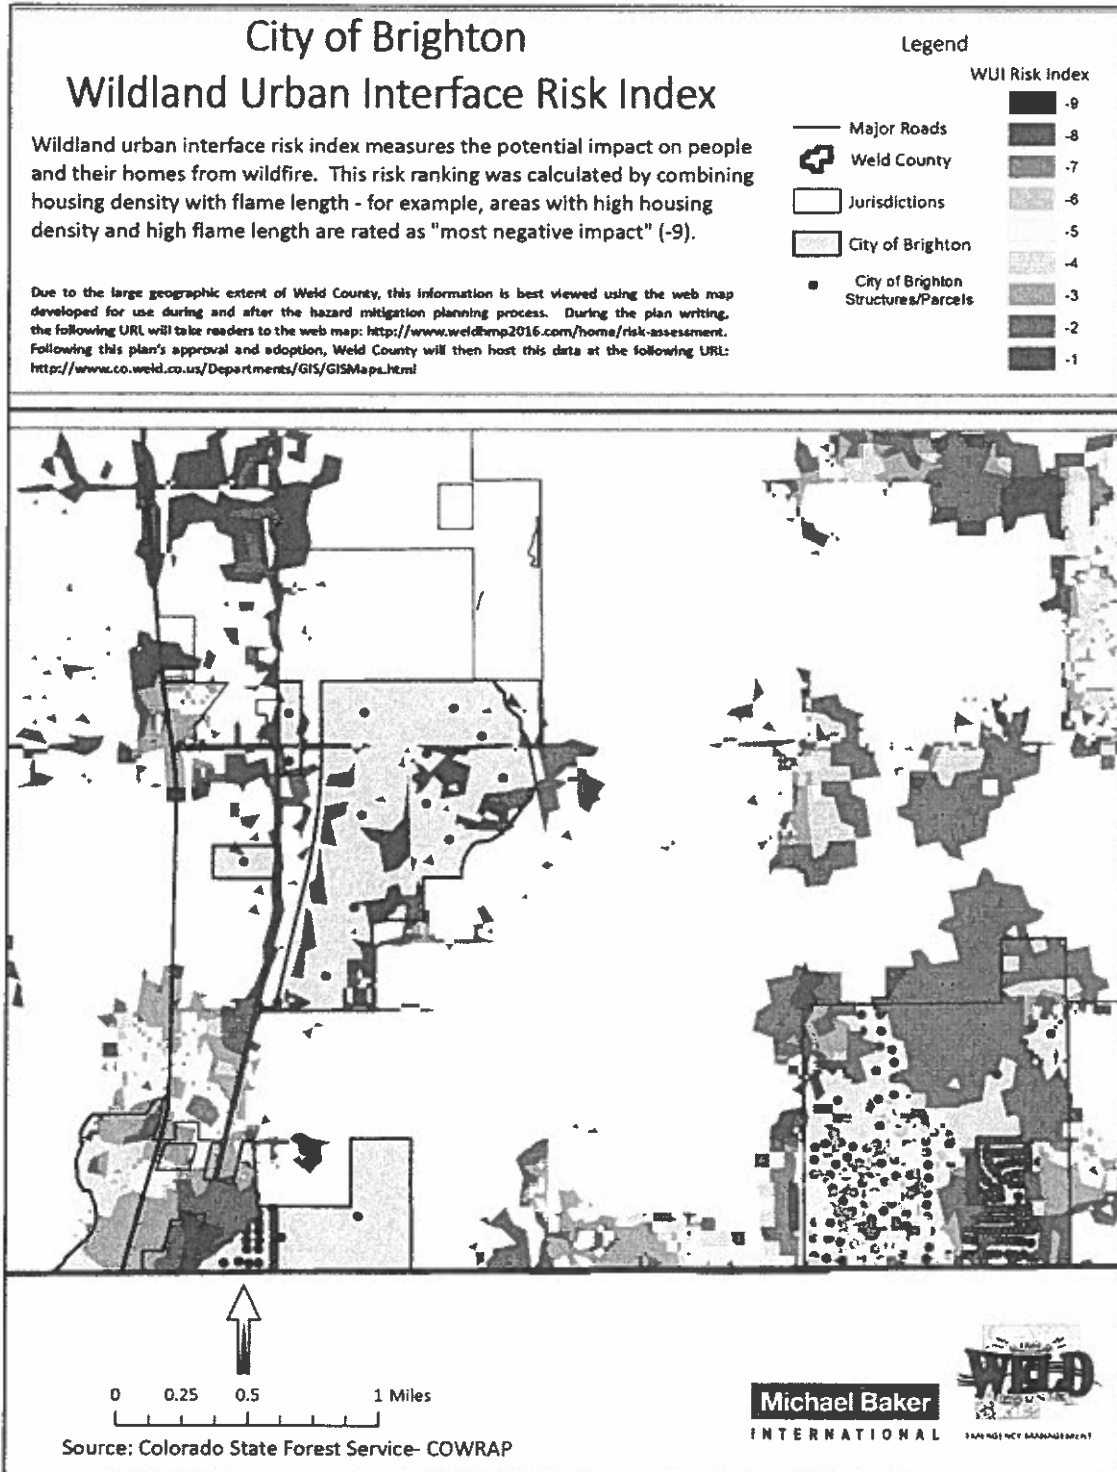 City of Brighton
Wildland Urban Interface Risk Index
Wildland urban interface risk index measures the potential impact on people
and their homes from wildfire. This risk ranking was calculated by combining
housing density with flame length - for example, areas with high housing
density and high flame length are rated as "most negative impact" (-9).
Due to the large geographic extent of Weld County, this information is best viewed using the web map
developed for use during and after the hazard mitigation planning process. During the plan writing,
the following URL will take readers to the web map: http://www.weldhmp2016.com/home/risk-assessment.
Following this plan's approval and adoption, Weld County will then host this data at the following URL:
http://www.co.weld.co.us/Departments/GIS/GISMaps.html
Legend
Major Roads
Weld County
Jurisdictions
City of Brighton
City of Brighton
Structures/Parcels
WUI Risk Index
-9
-8
-7
-6
-5
-4
-3
-2
-1
0 0.25 0.5 1 Miles
Source: Colorado State Forest Service- COWRAP
Michael Baker
INTERNATIONAL
WELD
EMERGENCY MANAGEMENT